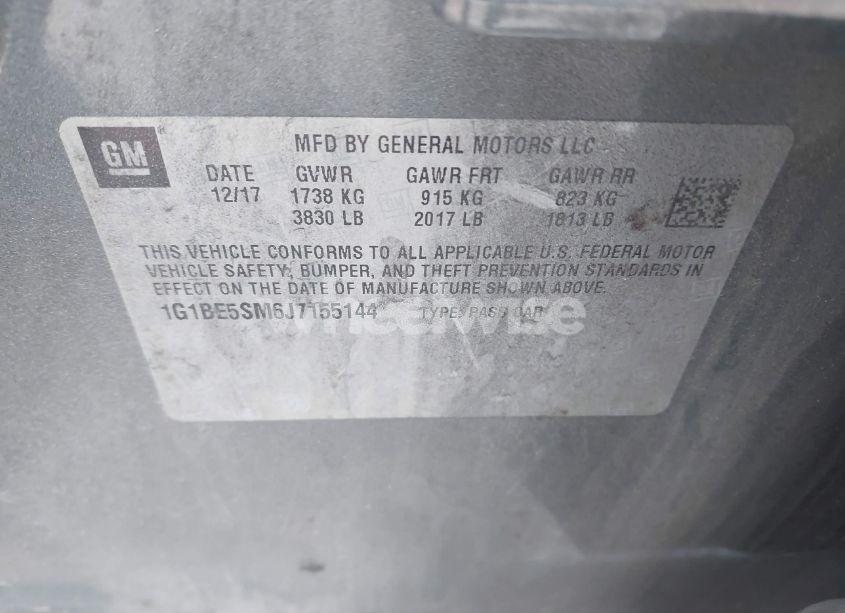 GM
MFD BY GENERAL MOTORS LLC
DATE GVWR GAWR FRT GAWR RR
12/17 1738 KG 915 KG 823 KG
3830 LB 2017 LB 1813 LB
THIS VEHICLE CONFORMS TO ALL APPLICABLE U.S. FEDERAL MOTOR
VEHICLE SAFETY, BUMPER, AND THEFT PREVENTION STANDARDS IN
EFFECT ON THE DATE OF MANUFACTURE SHOWN ABOVE.
1G1BE5SM6J7155144 TYPE: PASS CAR
wheelwise